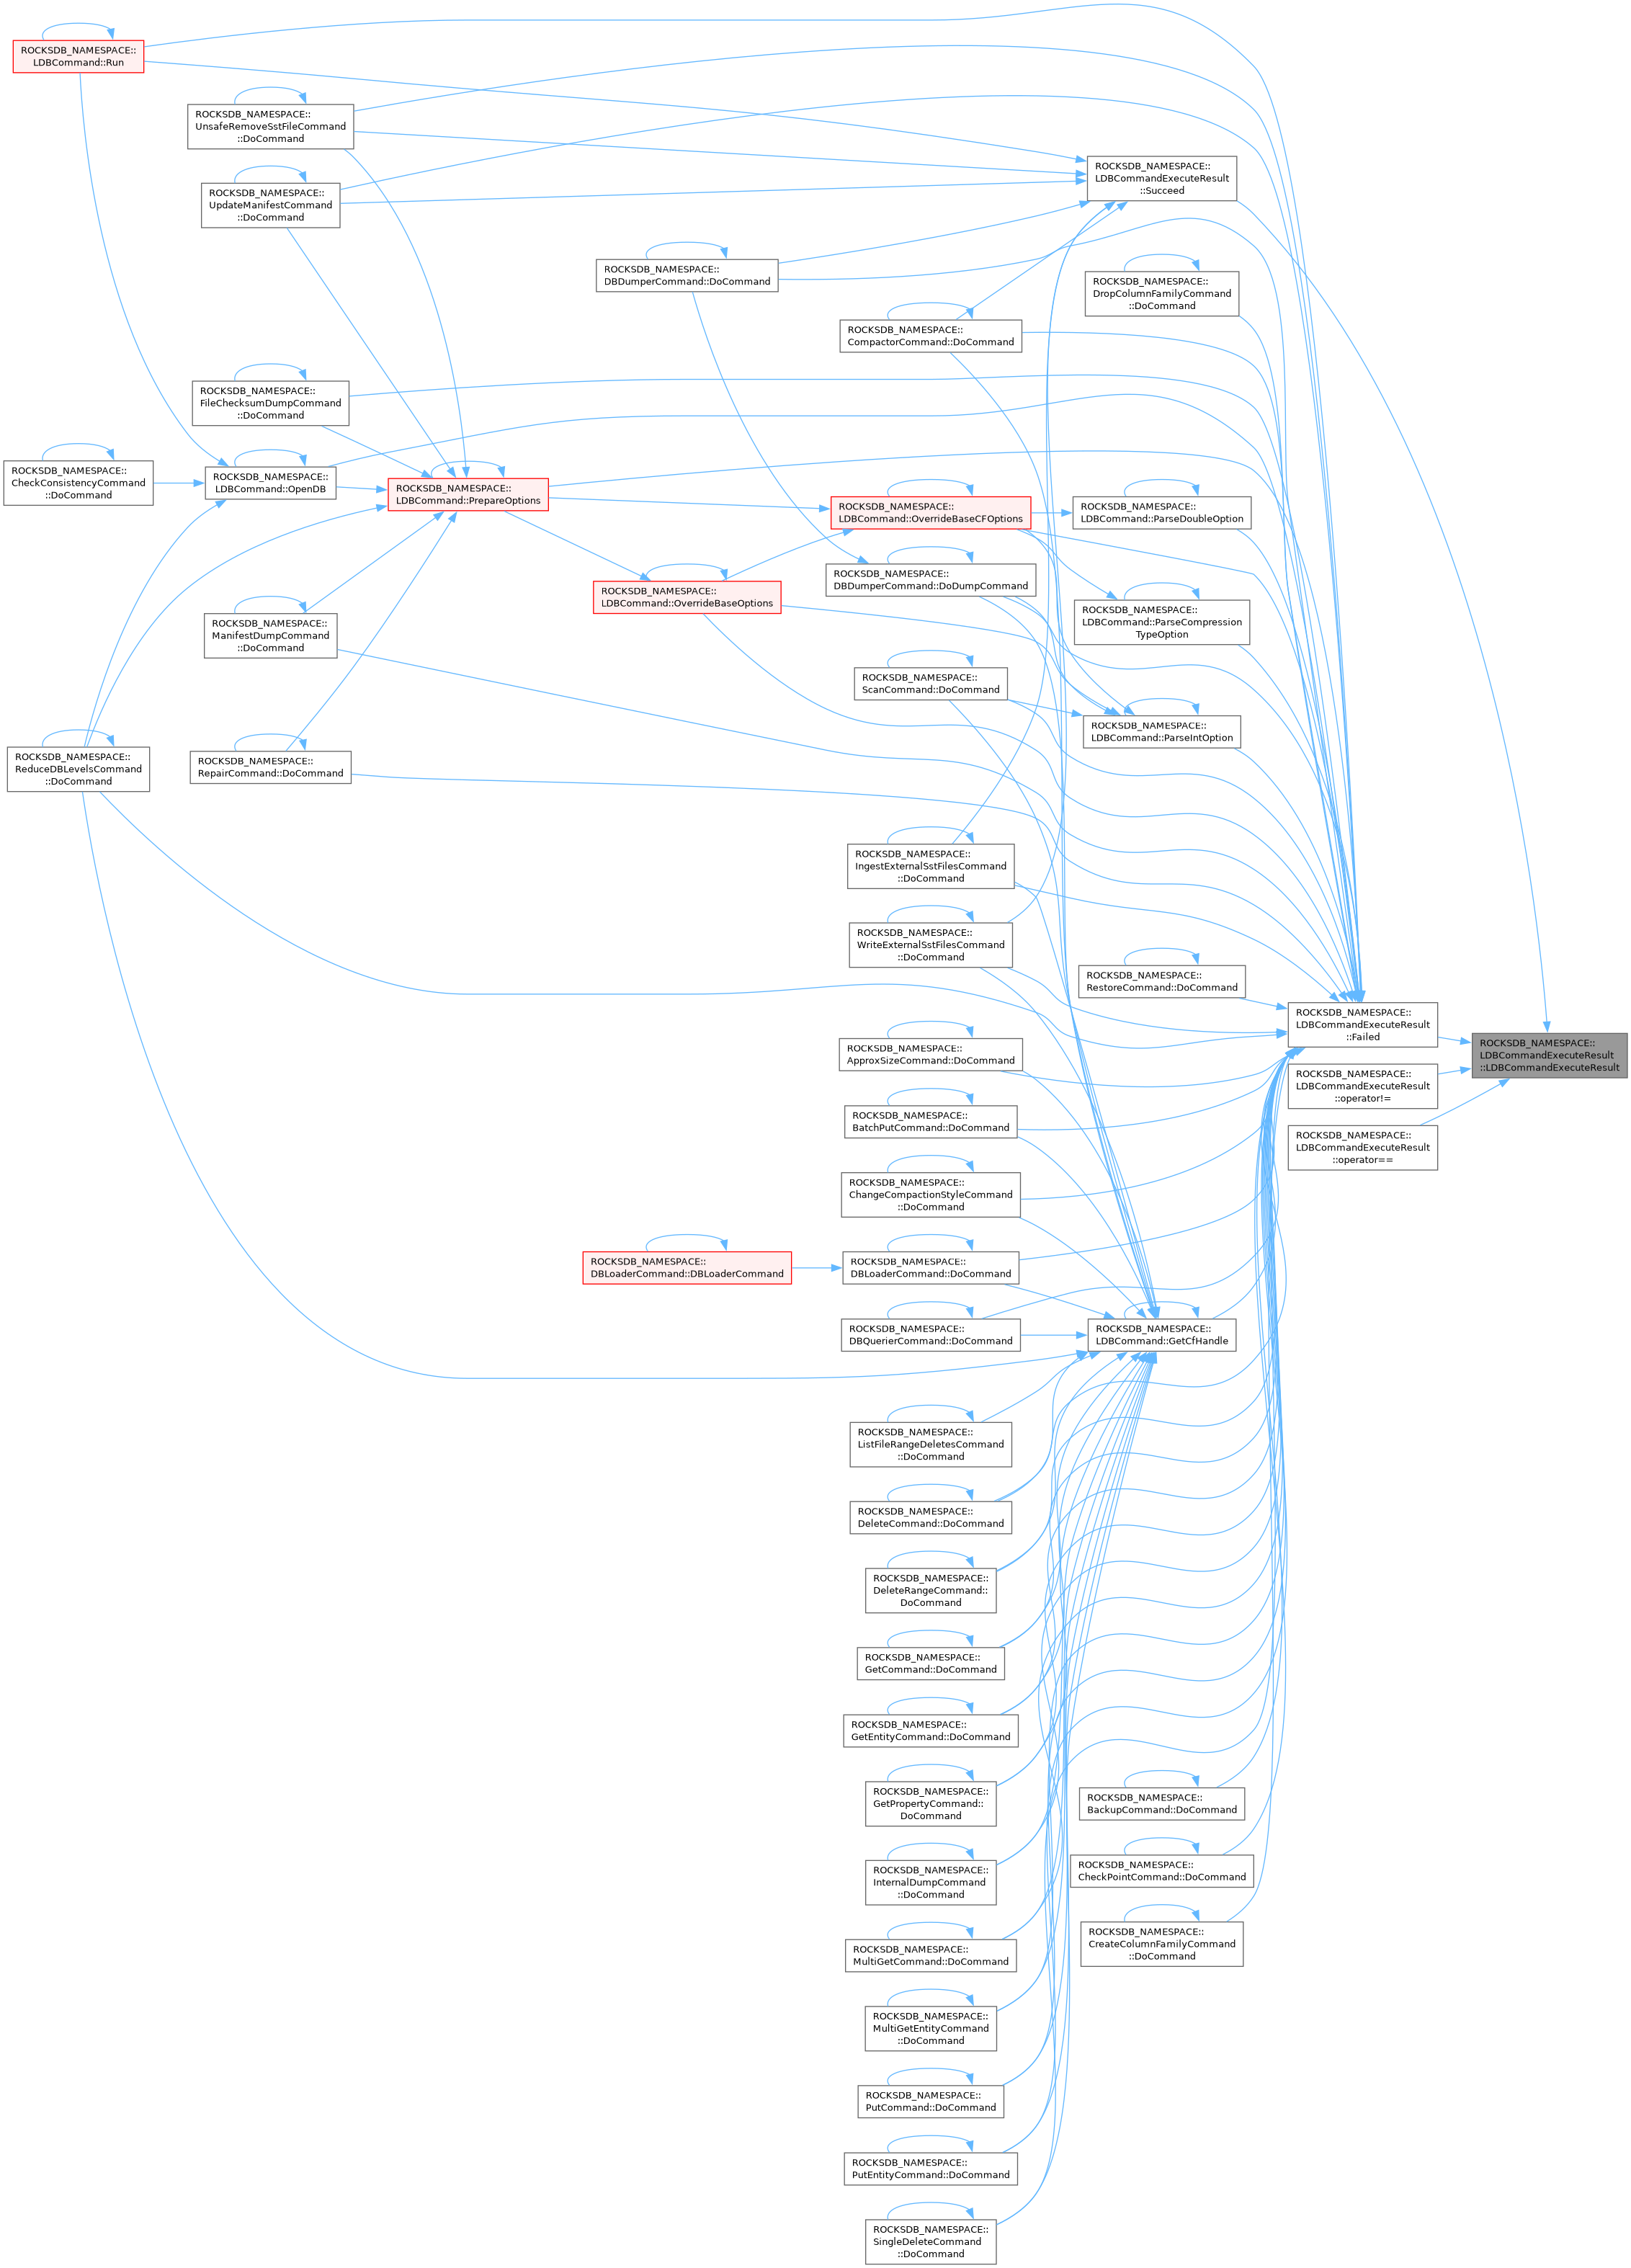 ROCKSDB_NAMESPACE::
LDBCommand::Run
ROCKSDB_NAMESPACE::
UnsafeRemoveSstFileCommand
::DoCommand
ROCKSDB_NAMESPACE::
LDBCommandExecuteResult
::Succeed
ROCKSDB_NAMESPACE::
UpdateManifestCommand
::DoCommand
ROCKSDB_NAMESPACE::
DBDumperCommand::DoCommand
ROCKSDB_NAMESPACE::
DropColumnFamilyCommand
::DoCommand
ROCKSDB_NAMESPACE::
CompactorCommand::DoCommand
ROCKSDB_NAMESPACE::
FileChecksumDumpCommand
::DoCommand
ROCKSDB_NAMESPACE::
CheckConsistencyCommand
::DoCommand
ROCKSDB_NAMESPACE::
LDBCommand::OpenDB
ROCKSDB_NAMESPACE::
LDBCommand::PrepareOptions
ROCKSDB_NAMESPACE::
LDBCommand::OverrideBaseCFOptions
ROCKSDB_NAMESPACE::
LDBCommand::ParseDoubleOption
ROCKSDB_NAMESPACE::
DBDumperCommand::DoDumpCommand
ROCKSDB_NAMESPACE::
LDBCommand::OverrideBaseOptions
ROCKSDB_NAMESPACE::
LDBCommand::ParseCompression
TypeOption
ROCKSDB_NAMESPACE::
ManifestDumpCommand
::DoCommand
ROCKSDB_NAMESPACE::
ScanCommand::DoCommand
ROCKSDB_NAMESPACE::
LDBCommand::ParseIntOption
ROCKSDB_NAMESPACE::
ReduceDBLevelsCommand
::DoCommand
ROCKSDB_NAMESPACE::
RepairCommand::DoCommand
ROCKSDB_NAMESPACE::
IngestExternalSstFilesCommand
::DoCommand
ROCKSDB_NAMESPACE::
WriteExternalSstFilesCommand
::DoCommand
ROCKSDB_NAMESPACE::
RestoreCommand::DoCommand
ROCKSDB_NAMESPACE::
LDBCommandExecuteResult
::Failed
ROCKSDB_NAMESPACE::
LDBCommandExecuteResult
::LDBCommandExecuteResult
ROCKSDB_NAMESPACE::
ApproxSizeCommand::DoCommand
ROCKSDB_NAMESPACE::
LDBCommandExecuteResult
::operator!=
ROCKSDB_NAMESPACE::
BatchPutCommand::DoCommand
ROCKSDB_NAMESPACE::
LDBCommandExecuteResult
::operator==
ROCKSDB_NAMESPACE::
ChangeCompactionStyleCommand
::DoCommand
ROCKSDB_NAMESPACE::
DBLoaderCommand::DBLoaderCommand
ROCKSDB_NAMESPACE::
DBLoaderCommand::DoCommand
ROCKSDB_NAMESPACE::
DBQuerierCommand::DoCommand
ROCKSDB_NAMESPACE::
LDBCommand::GetCfHandle
ROCKSDB_NAMESPACE::
ListFileRangeDeletesCommand
::DoCommand
ROCKSDB_NAMESPACE::
DeleteCommand::DoCommand
ROCKSDB_NAMESPACE::
DeleteRangeCommand::
DoCommand
ROCKSDB_NAMESPACE::
GetCommand::DoCommand
ROCKSDB_NAMESPACE::
GetEntityCommand::DoCommand
ROCKSDB_NAMESPACE::
GetPropertyCommand::
DoCommand
ROCKSDB_NAMESPACE::
BackupCommand::DoCommand
ROCKSDB_NAMESPACE::
InternalDumpCommand
::DoCommand
ROCKSDB_NAMESPACE::
CheckPointCommand::DoCommand
ROCKSDB_NAMESPACE::
MultiGetCommand::DoCommand
ROCKSDB_NAMESPACE::
CreateColumnFamilyCommand
::DoCommand
ROCKSDB_NAMESPACE::
MultiGetEntityCommand
::DoCommand
ROCKSDB_NAMESPACE::
PutCommand::DoCommand
ROCKSDB_NAMESPACE::
PutEntityCommand::DoCommand
ROCKSDB_NAMESPACE::
SingleDeleteCommand
::DoCommand